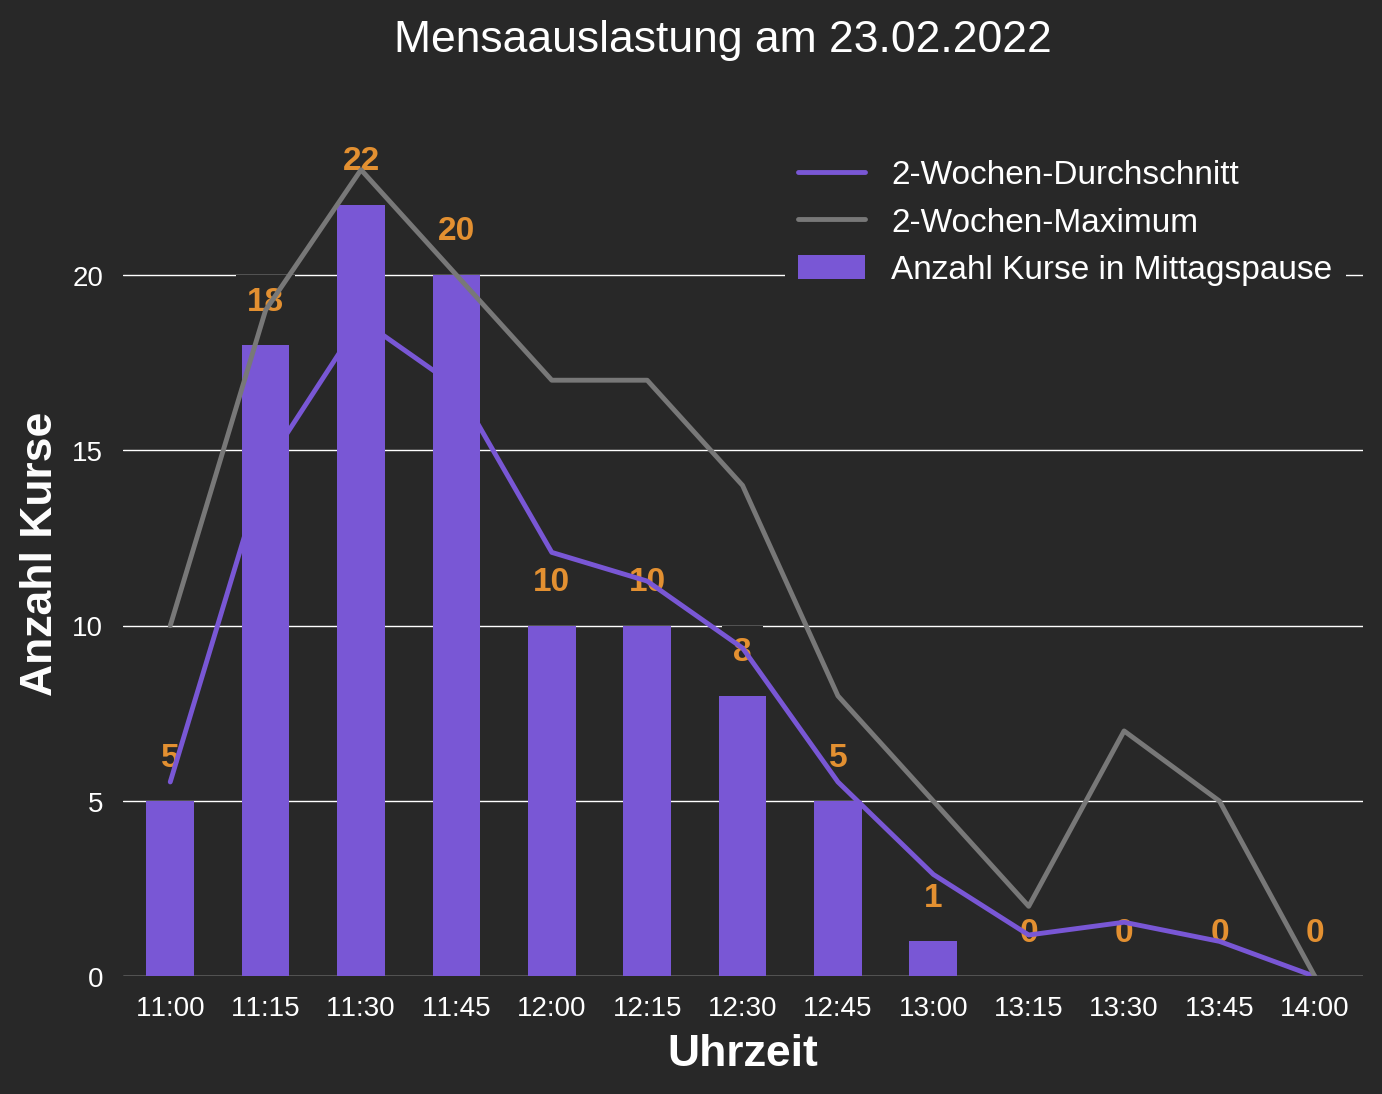 Mensaauslastung am 23.02.2022
2-Wochen-Durchschnitt
2-Wochen-Maximum
Anzahl Kurse in Mittagspause
Anzahl Kurse
20
15
10
5
0
5
18
22
20
10
10
8
5
1
0
0
0
0
11:00 11:15 11:30 11:45 12:00 12:15 12:30 12:45 13:00 13:15 13:30 13:45 14:00
Uhrzeit